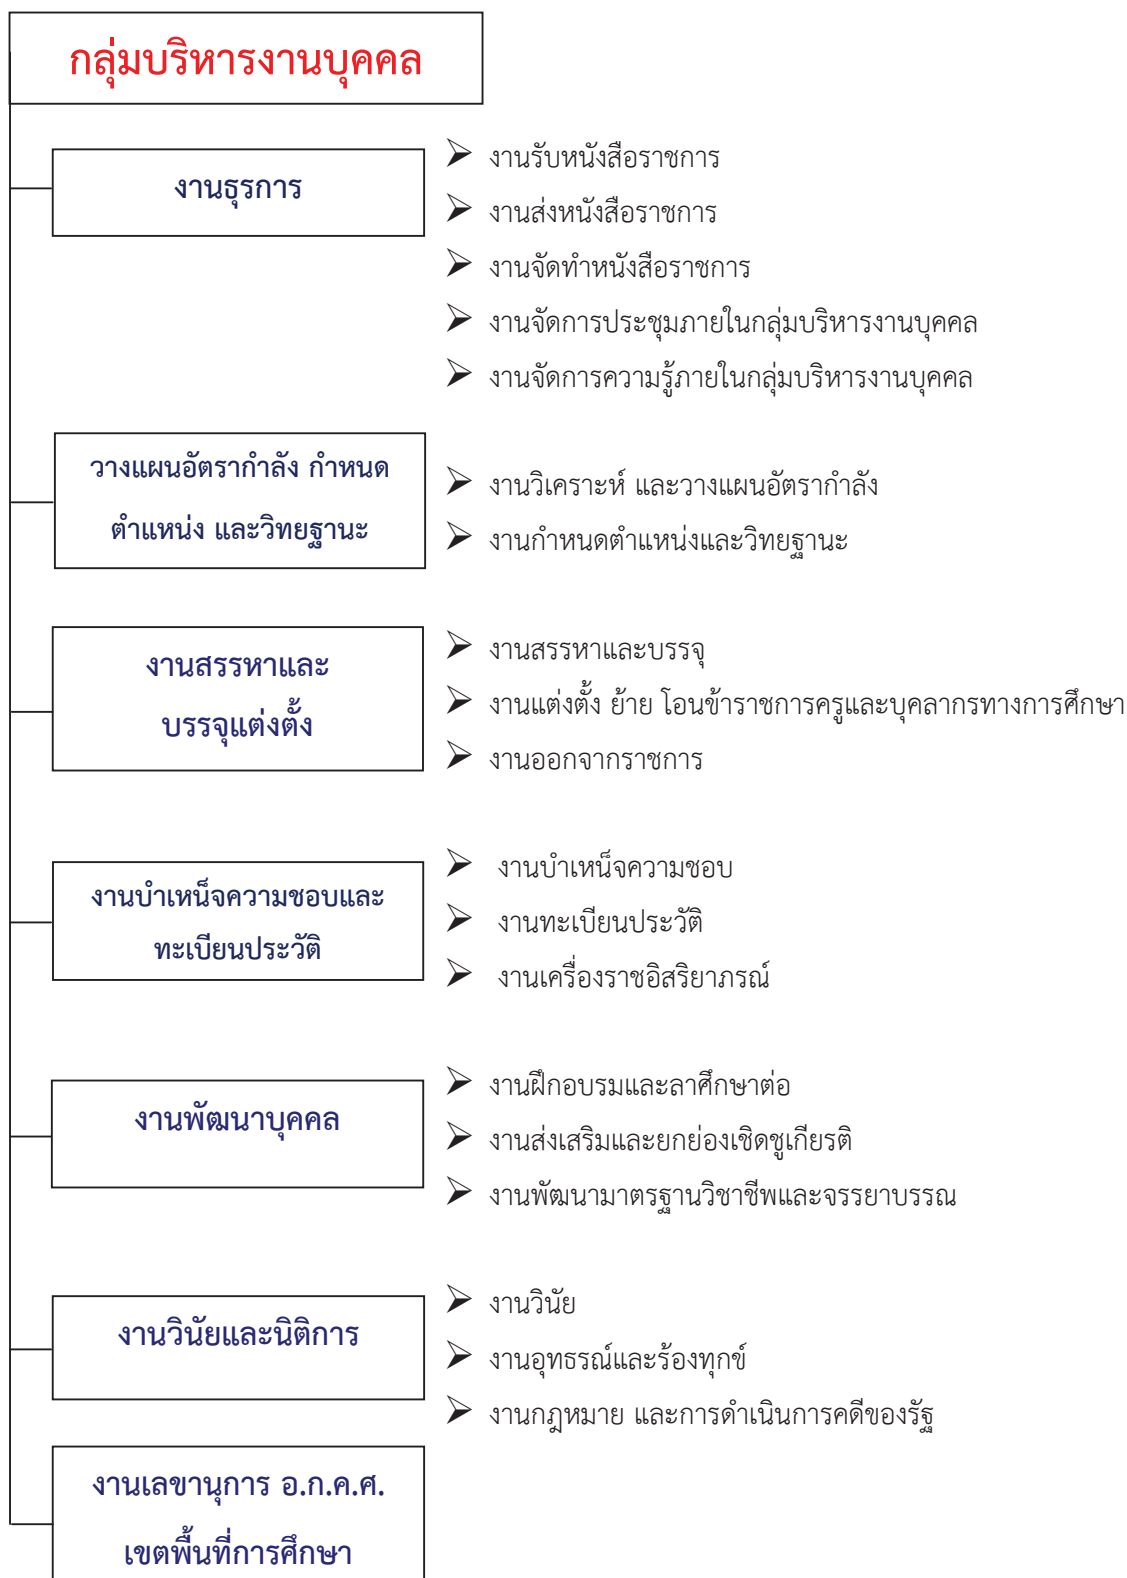 กลุ่มบริหารงานบุคคล
งานธุรการ
งานรับหนังสือราชการ
งานส่งหนังสือราชการ
งานจัดทำหนังสือราชการ
งานจัดการประชุมภายในกลุ่มบริหารงานบุคคล
งานจัดการความรู้ภายในกลุ่มบริหารงานบุคคล
วางแผนอัตรากำลัง กำหนด
ตำแหน่ง และวิทยฐานะ
งานวิเคราะห์ และวางแผนอัตรากำลัง
งานกำหนดตำแหน่งและวิทยฐานะ
งานสรรหาและ
บรรจุแต่งตั้ง
งานสรรหาและบรรจุ
งานแต่งตั้ง ย้าย โอนข้าราชการครูและบุคลากรทางการศึกษา
งานออกจากราชการ
งานบำเหน็จความชอบและ
ทะเบียนประวัติ
งานบำเหน็จความชอบ
งานทะเบียนประวัติ
งานเครื่องราชอิสริยาภรณ์
งานพัฒนาบุคคล
งานฝึกอบรมและลาศึกษาต่อ
งานส่งเสริมและยกย่องเชิดชูเกียรติ
งานพัฒนามาตรฐานวิชาชีพและจรรยาบรรณ
งานวินัยและนิติการ
งานวินัย
งานอุทธรณ์และร้องทุกข์
งานกฎหมาย และการดำเนินการคดีของรัฐ
งานเลขานุการ อ.ก.ค.ศ.
เขตพื้นที่การศึกษา